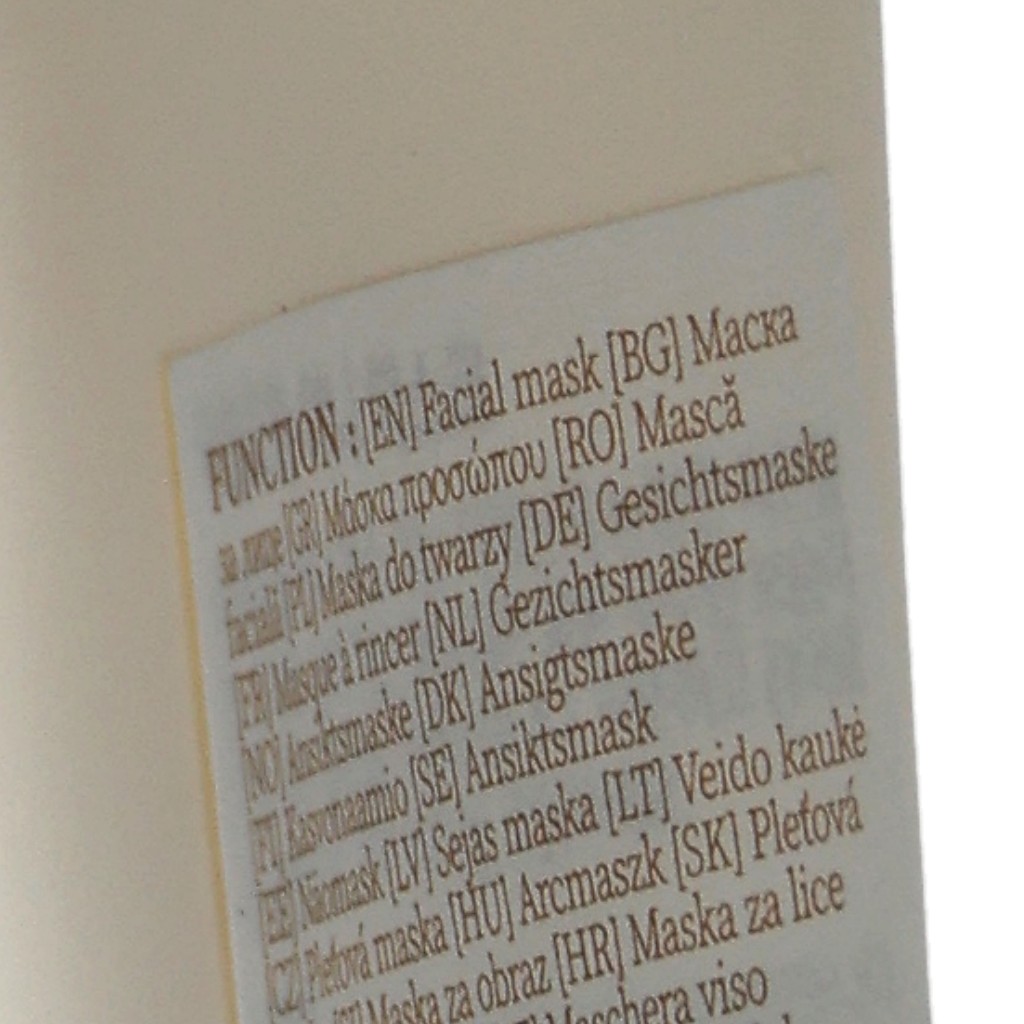 FUNCTION : [EN] Facial mask [BG] Маска
за лице [GR] Μάσκα προσώπου [RO] Mască
facială [PL] Maska do twarzy [DE] Gesichtsmaske
[FR] Masque à rincer [NL] Gezichtsmasker
[NO] Ansiktsmaske [DK] Ansigtsmaske
[FI] Kasvonaamio [SE] Ansiktsmask
[EE] Näomask [LV] Sejas maska [LT] Veido kaukė
[CZ] Pleťová maska [HU] Arcmaszk [SK] Pleťová
Maska za obraz [HR] Maska za lice
Maschera viso